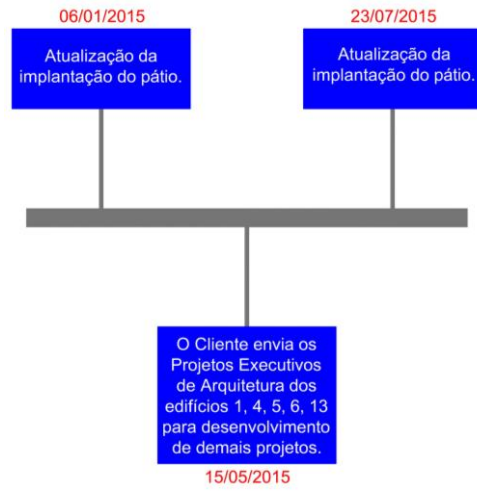 06/01/2015
Atualização da
implantação do pátio.
23/07/2015
Atualização da
implantação do pátio.
O Cliente envia os
Projetos Executivos
de Arquitetura dos
edifícios 1, 4, 5, 6, 13
para desenvolvimento
de demais projetos.
15/05/2015